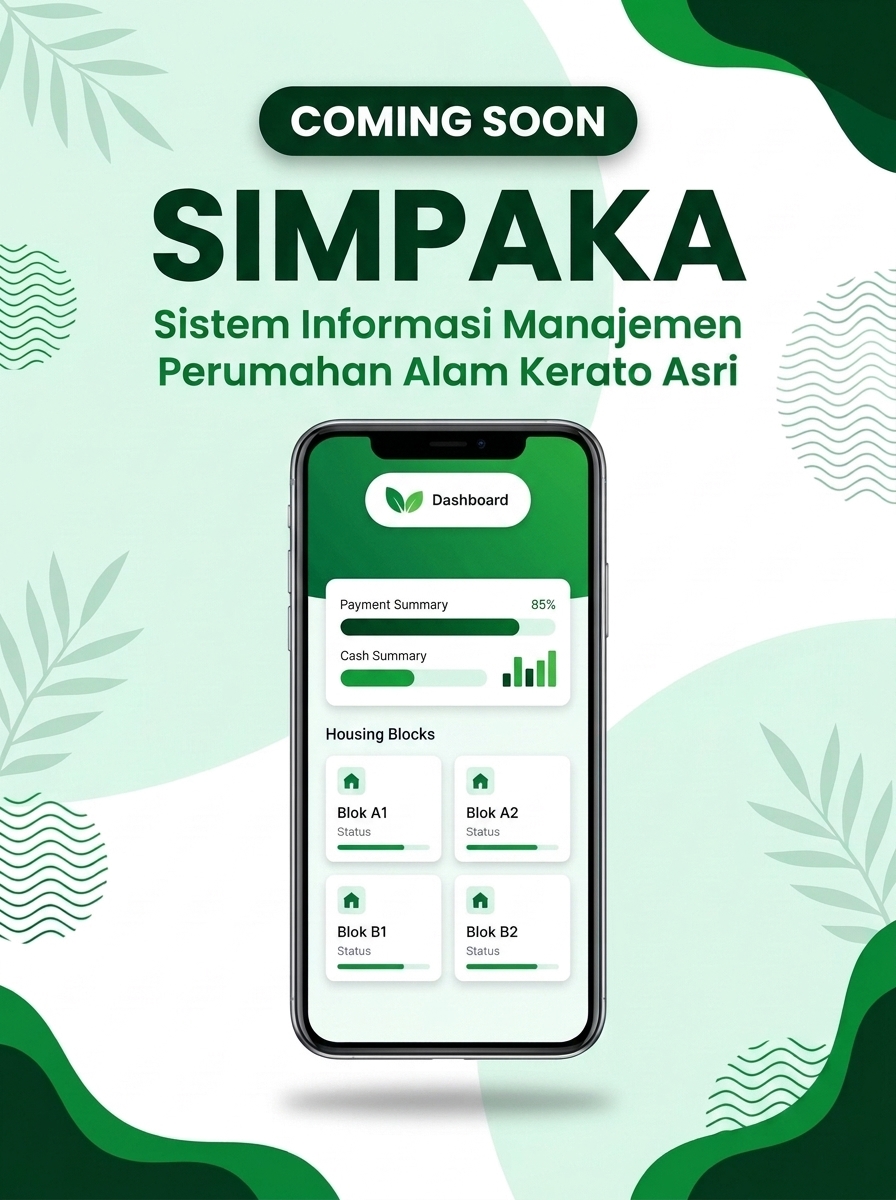 COMING SOON
SIMPAKA
Sistem Informasi Manajemen
Perumahan Alam Kerato Asri
Dashboard
Payment Summary 85%
Cash Summary
Housing Blocks
Blok A1 Blok A2
Status Status
Blok B1 Blok B2
Status Status